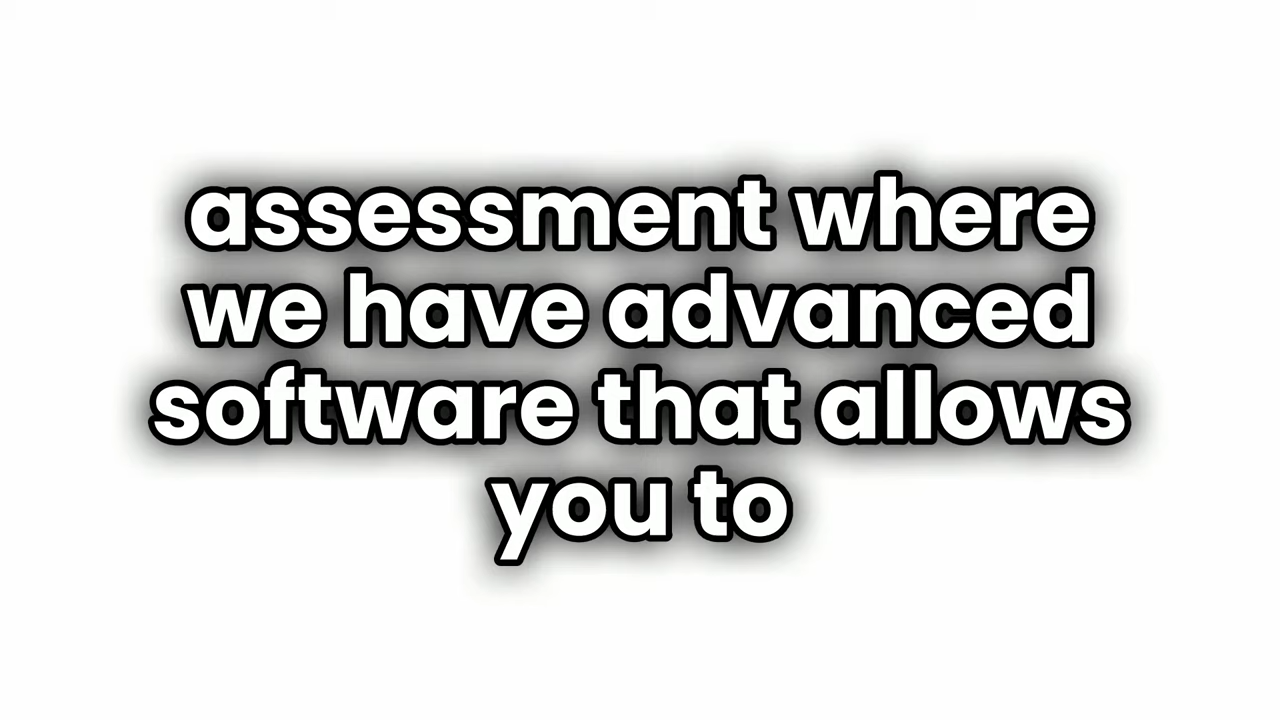 assessment where
we have advanced
software that allows
you to